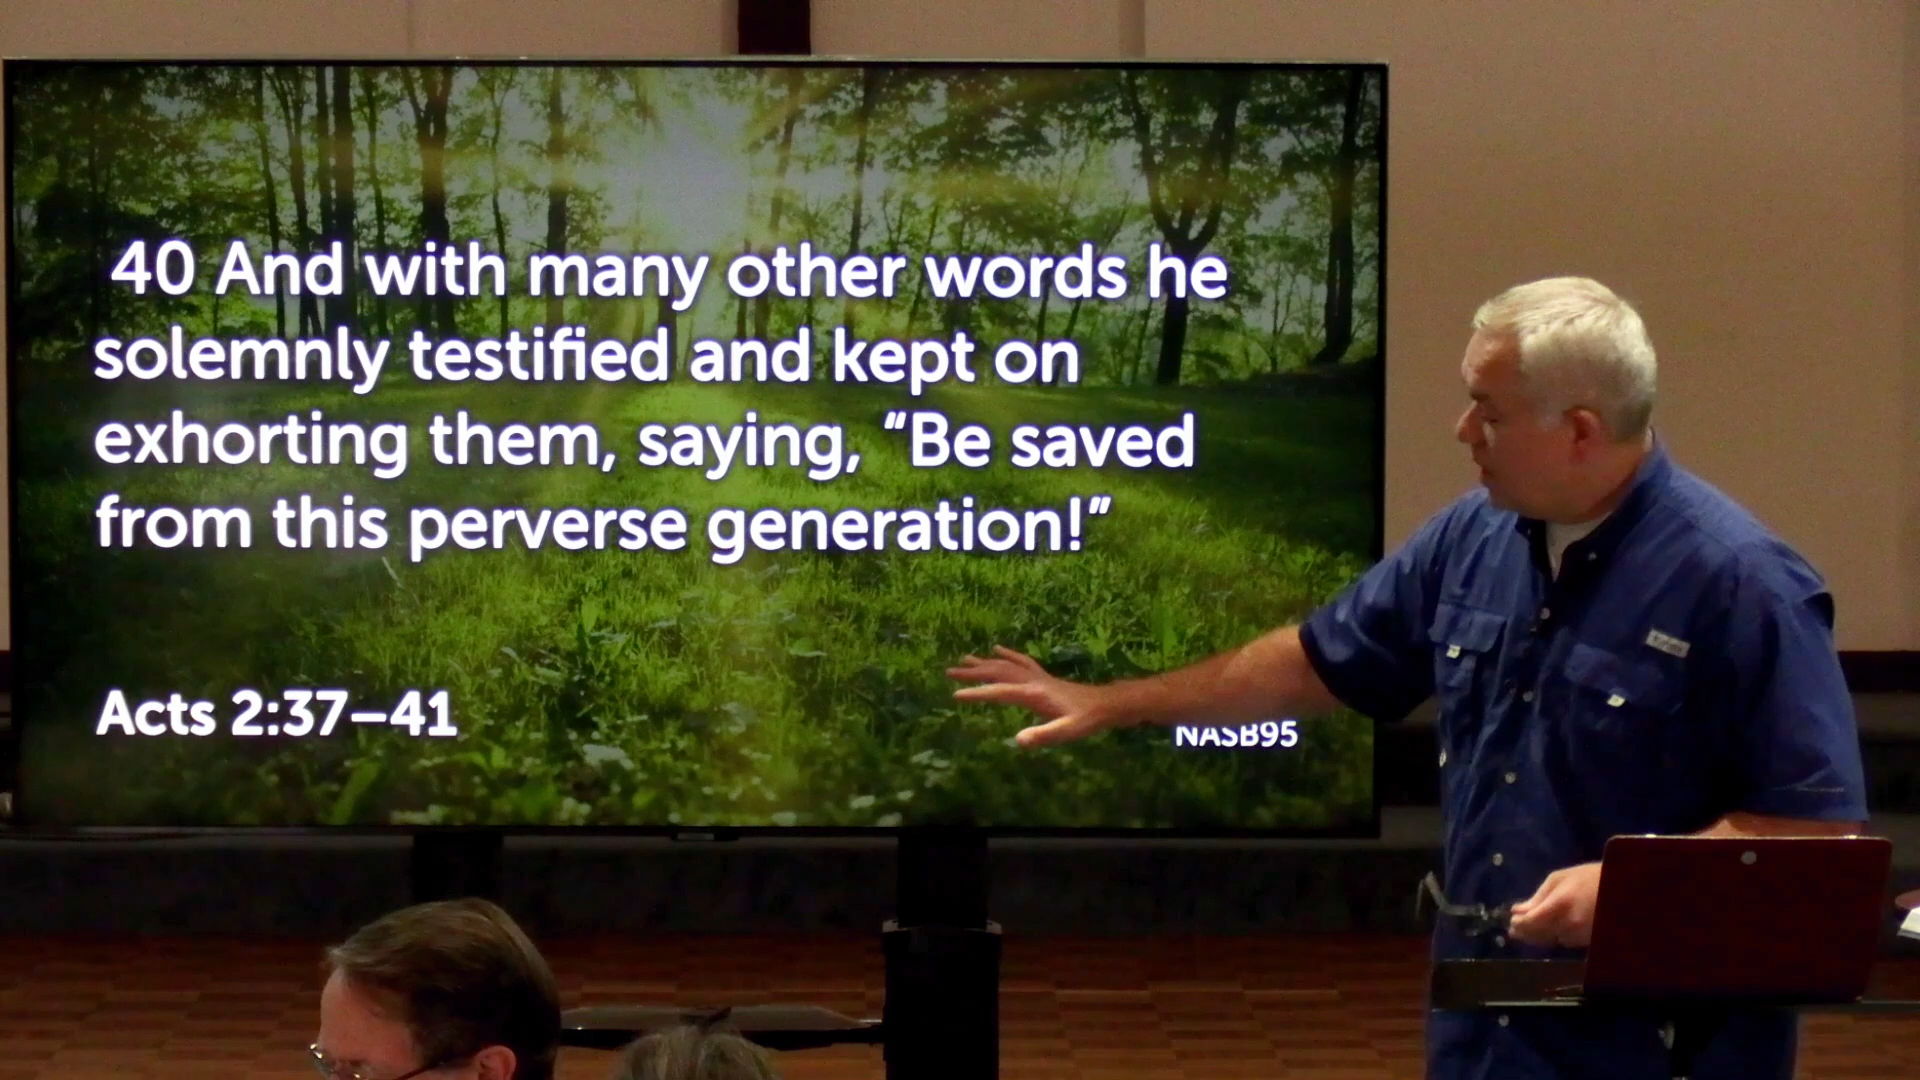 40 And with many other words he
solemnly testified and kept on
exhorting them, saying, “Be saved
from this perverse generation!”
Acts 2:37–41
NASB95